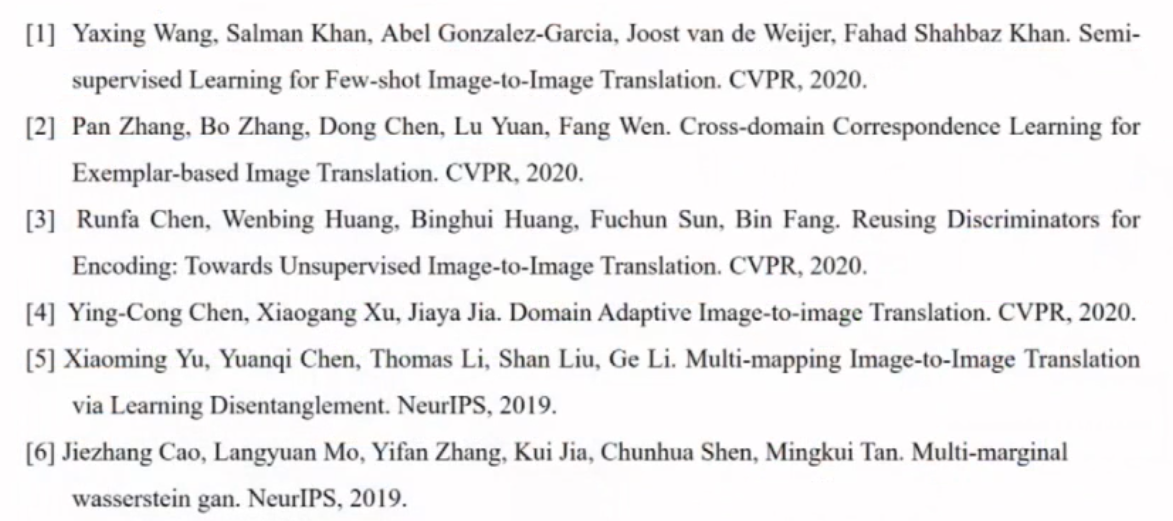 [1] Yaxing Wang, Salman Khan, Abel Gonzalez-Garcia, Joost van de Weijer, Fahad Shahbaz Khan. Semi-
supervised Learning for Few-shot Image-to-Image Translation. CVPR, 2020.
[2] Pan Zhang, Bo Zhang, Dong Chen, Lu Yuan, Fang Wen. Cross-domain Correspondence Learning for
Exemplar-based Image Translation. CVPR, 2020.
[3] Runfa Chen, Wenbing Huang, Binghui Huang, Fuchun Sun, Bin Fang. Reusing Discriminators for
Encoding: Towards Unsupervised Image-to-Image Translation. CVPR, 2020.
[4] Ying-Cong Chen, Xiaogang Xu, Jiaya Jia. Domain Adaptive Image-to-image Translation. CVPR, 2020.
[5] Xiaoming Yu, Yuanqi Chen, Thomas Li, Shan Liu, Ge Li. Multi-mapping Image-to-Image Translation
via Learning Disentanglement. NeurIPS, 2019.
[6] Jiezhang Cao, Langyuan Mo, Yifan Zhang, Kui Jia, Chunhua Shen, Mingkui Tan. Multi-marginal
wasserstein gan. NeurIPS, 2019.